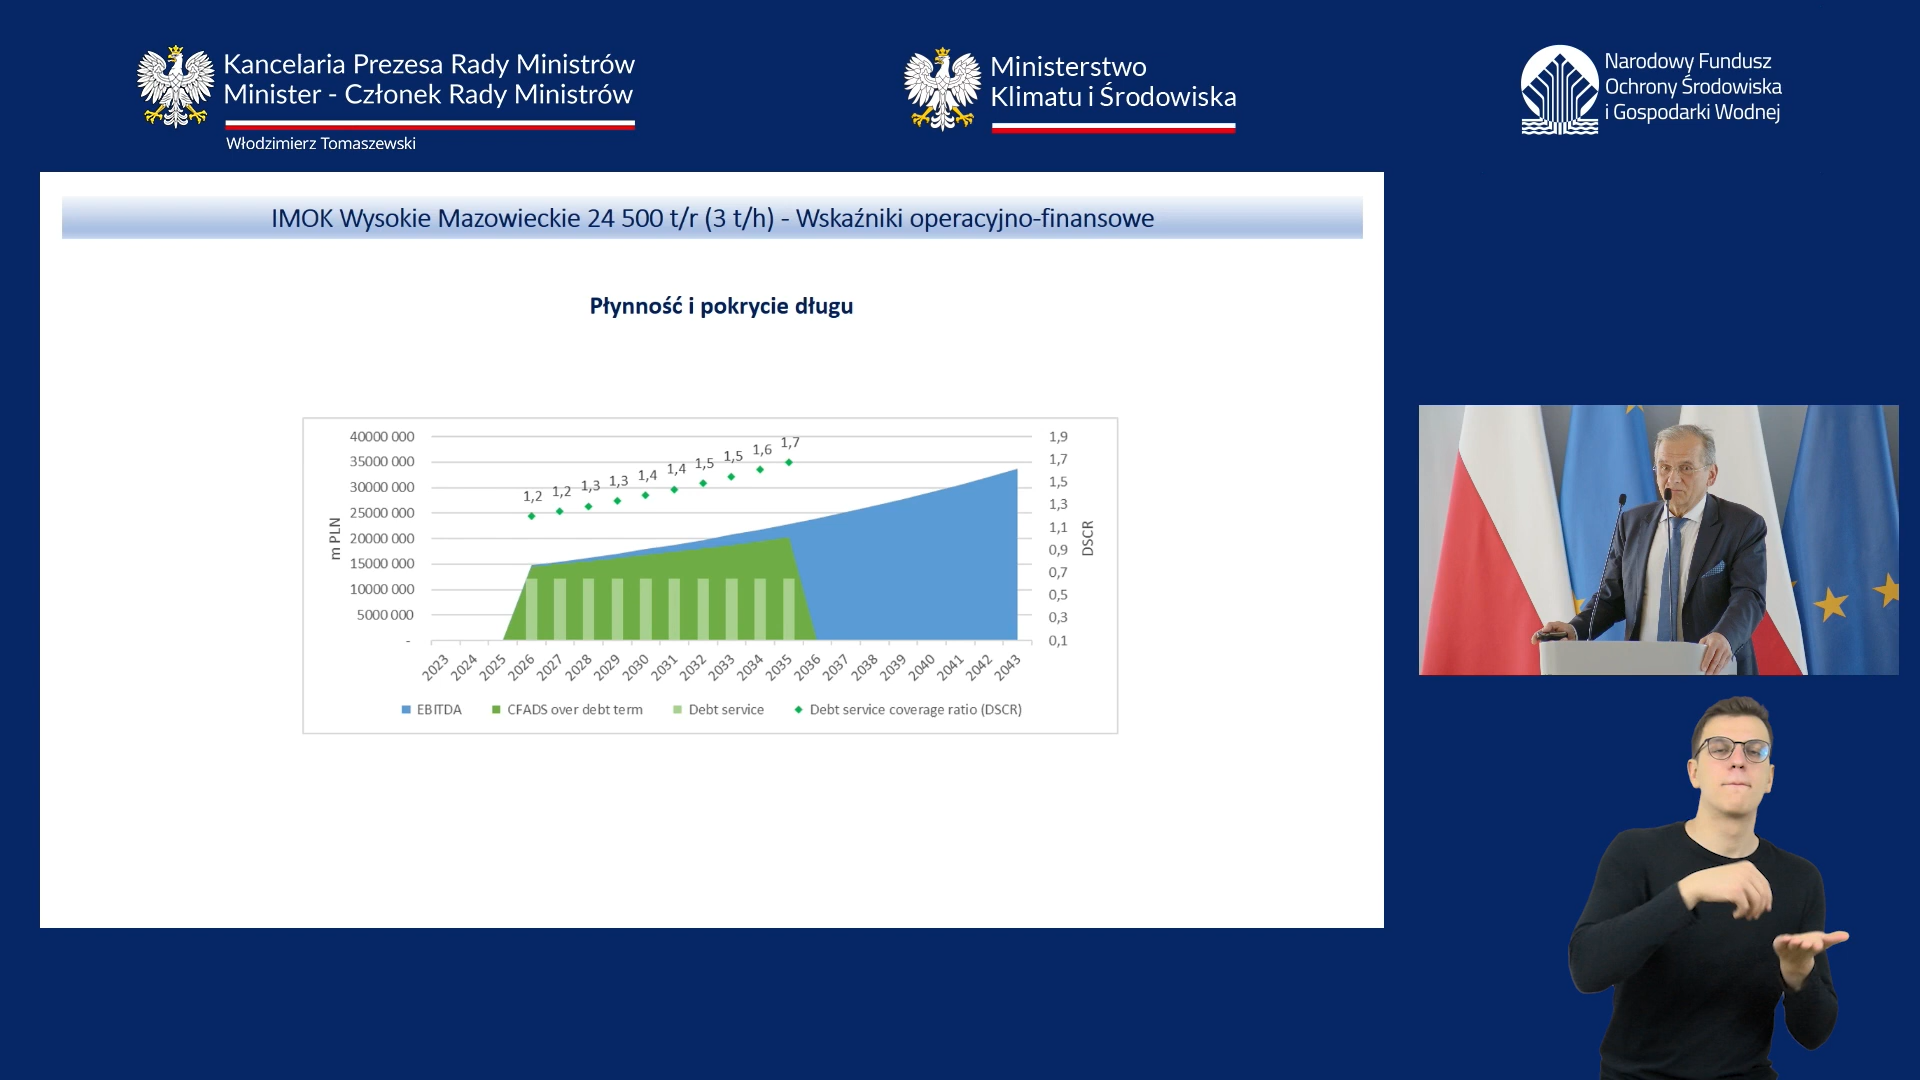 Kancelaria Prezesa Rady Ministrów
Minister - Członek Rady Ministrów
Włodzimierz Tomaszewski
Ministerstwo
Klimatu i Środowiska
Narodowy Fundusz
Ochrony Środowiska
i Gospodarki Wodnej
IMOK Wysokie Mazowieckie 24 500 t/r (3 t/h) - Wskaźniki operacyjno-finansowe
Płynność i pokrycie długu
m PLN
40000 000
35000 000
30000 000
25000 000
20000 000
15000 000
10000 000
5000 000
-
1,2 1,2 1,3 1,3 1,4 1,4 1,5 1,5 1,6 1,7
1,9
1,7
1,5
1,3
1,1
0,9
0,7
0,5
0,3
0,1
DSCR
2023 2024 2025 2026 2027 2028 2029 2030 2031 2032 2033 2034 2035 2036 2037 2038 2039 2040 2041 2042 2043
EBITDA CFADS over debt term Debt service Debt service coverage ratio (DSCR)